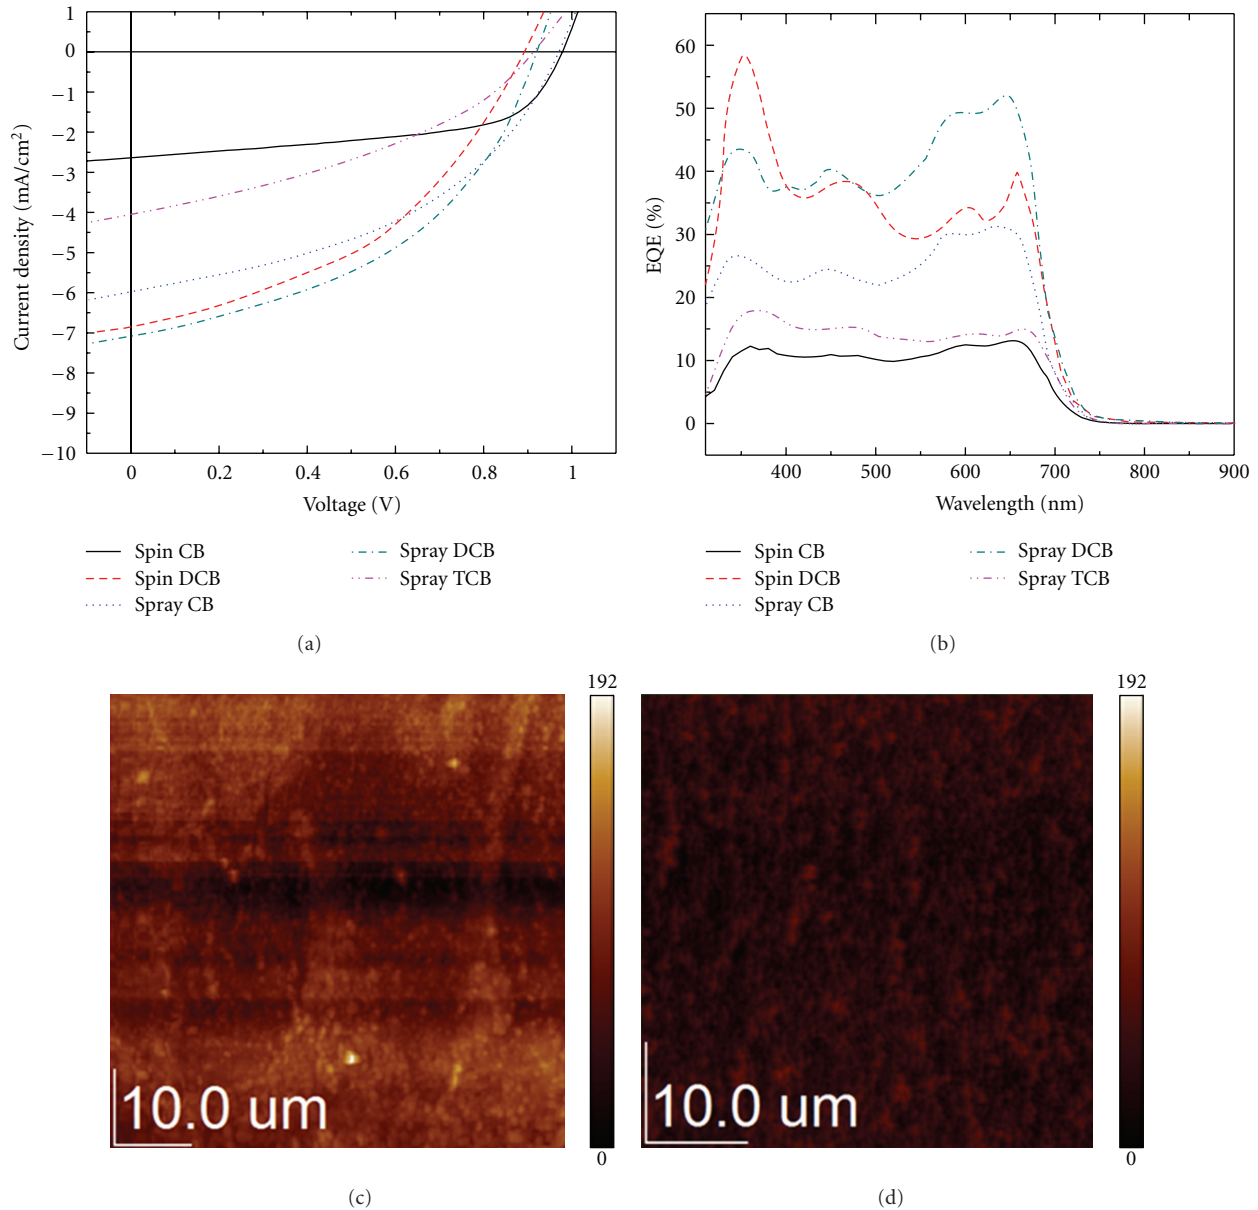 1
0
−1
−2
−3
−4
−5
−6
−7
−8
−9
−10
Current density (mA/cm²)
0 0.2 0.4 0.6 0.8 1
Voltage (V)
Spin CB
Spin DCB
Spray CB
Spray DCB
Spray TCB
(a)
60
50
40
30
20
10
0
EQE (%)
400 500 600 700 800 900
Wavelength (nm)
Spin CB
Spin DCB
Spray CB
Spray DCB
Spray TCB
(b)
192
0
10.0 um
(c)
192
0
10.0 um
(d)